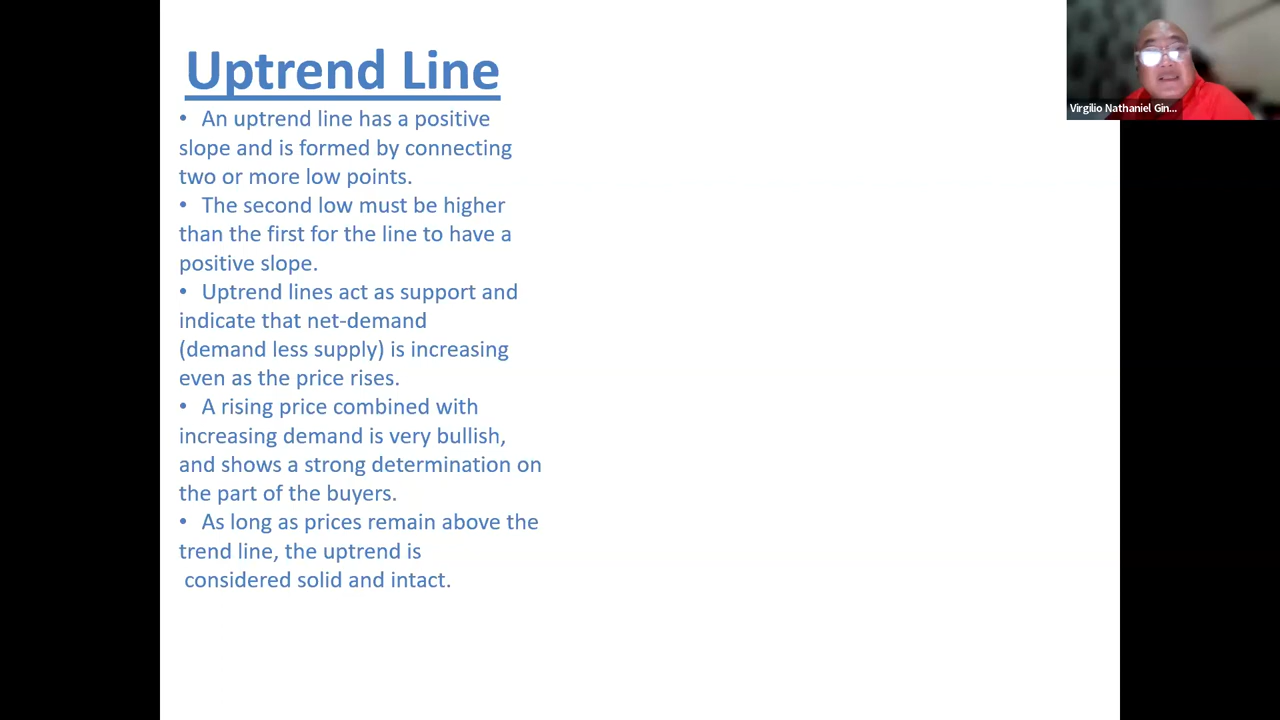 Uptrend Line
• An uptrend line has a positive
slope and is formed by connecting
two or more low points.
• The second low must be higher
than the first for the line to have a
positive slope.
• Uptrend lines act as support and
indicate that net-demand
(demand less supply) is increasing
even as the price rises.
• A rising price combined with
increasing demand is very bullish,
and shows a strong determination on
the part of the buyers.
• As long as prices remain above the
trend line, the uptrend is
considered solid and intact.
Virgilio Nathaniel Gin...